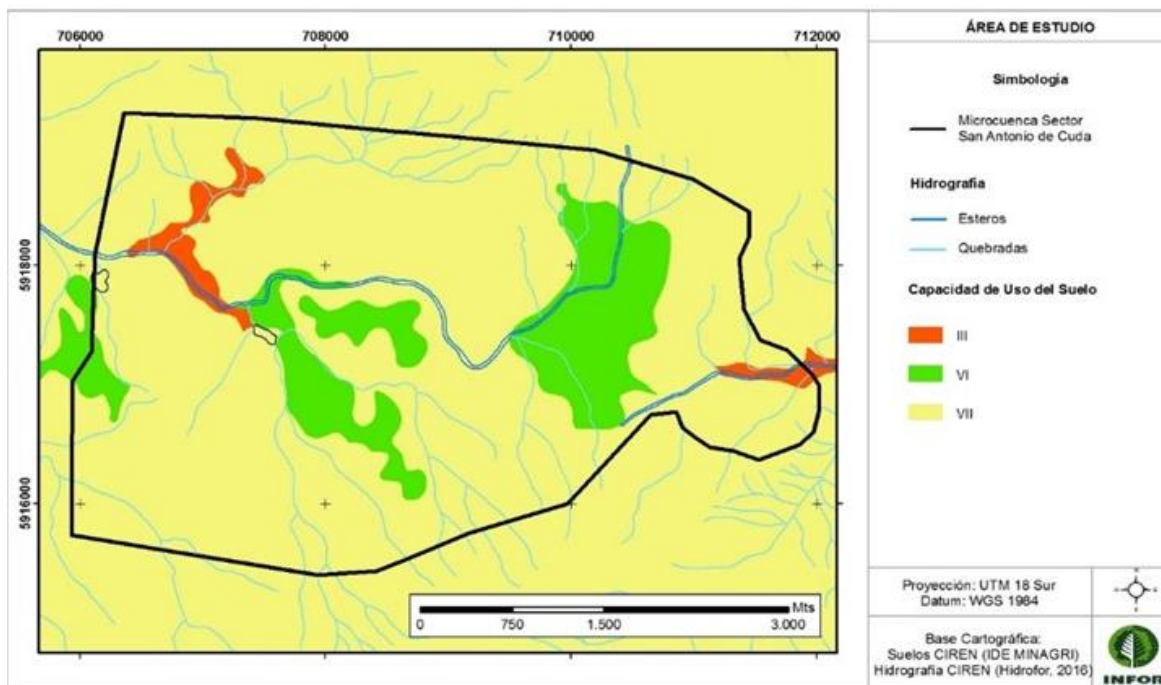 706000
708000
710000
712000
5918000
5916000
Mts
0
750
1.500
3.000
ÁREA DE ESTUDIO
Simbología
Microcuenca Sector
San Antonio de Cuda
Hidrografía
Esteros
Quebradas
Capacidad de Uso del Suelo
III
VI
VII
Proyección: UTM 18 Sur
Datum: WGS 1984
Base Cartográfica:
Suelos CIREN (IDE MINAGRI)
Hidrografia CIREN (Hidrofor, 2016)
INFOR